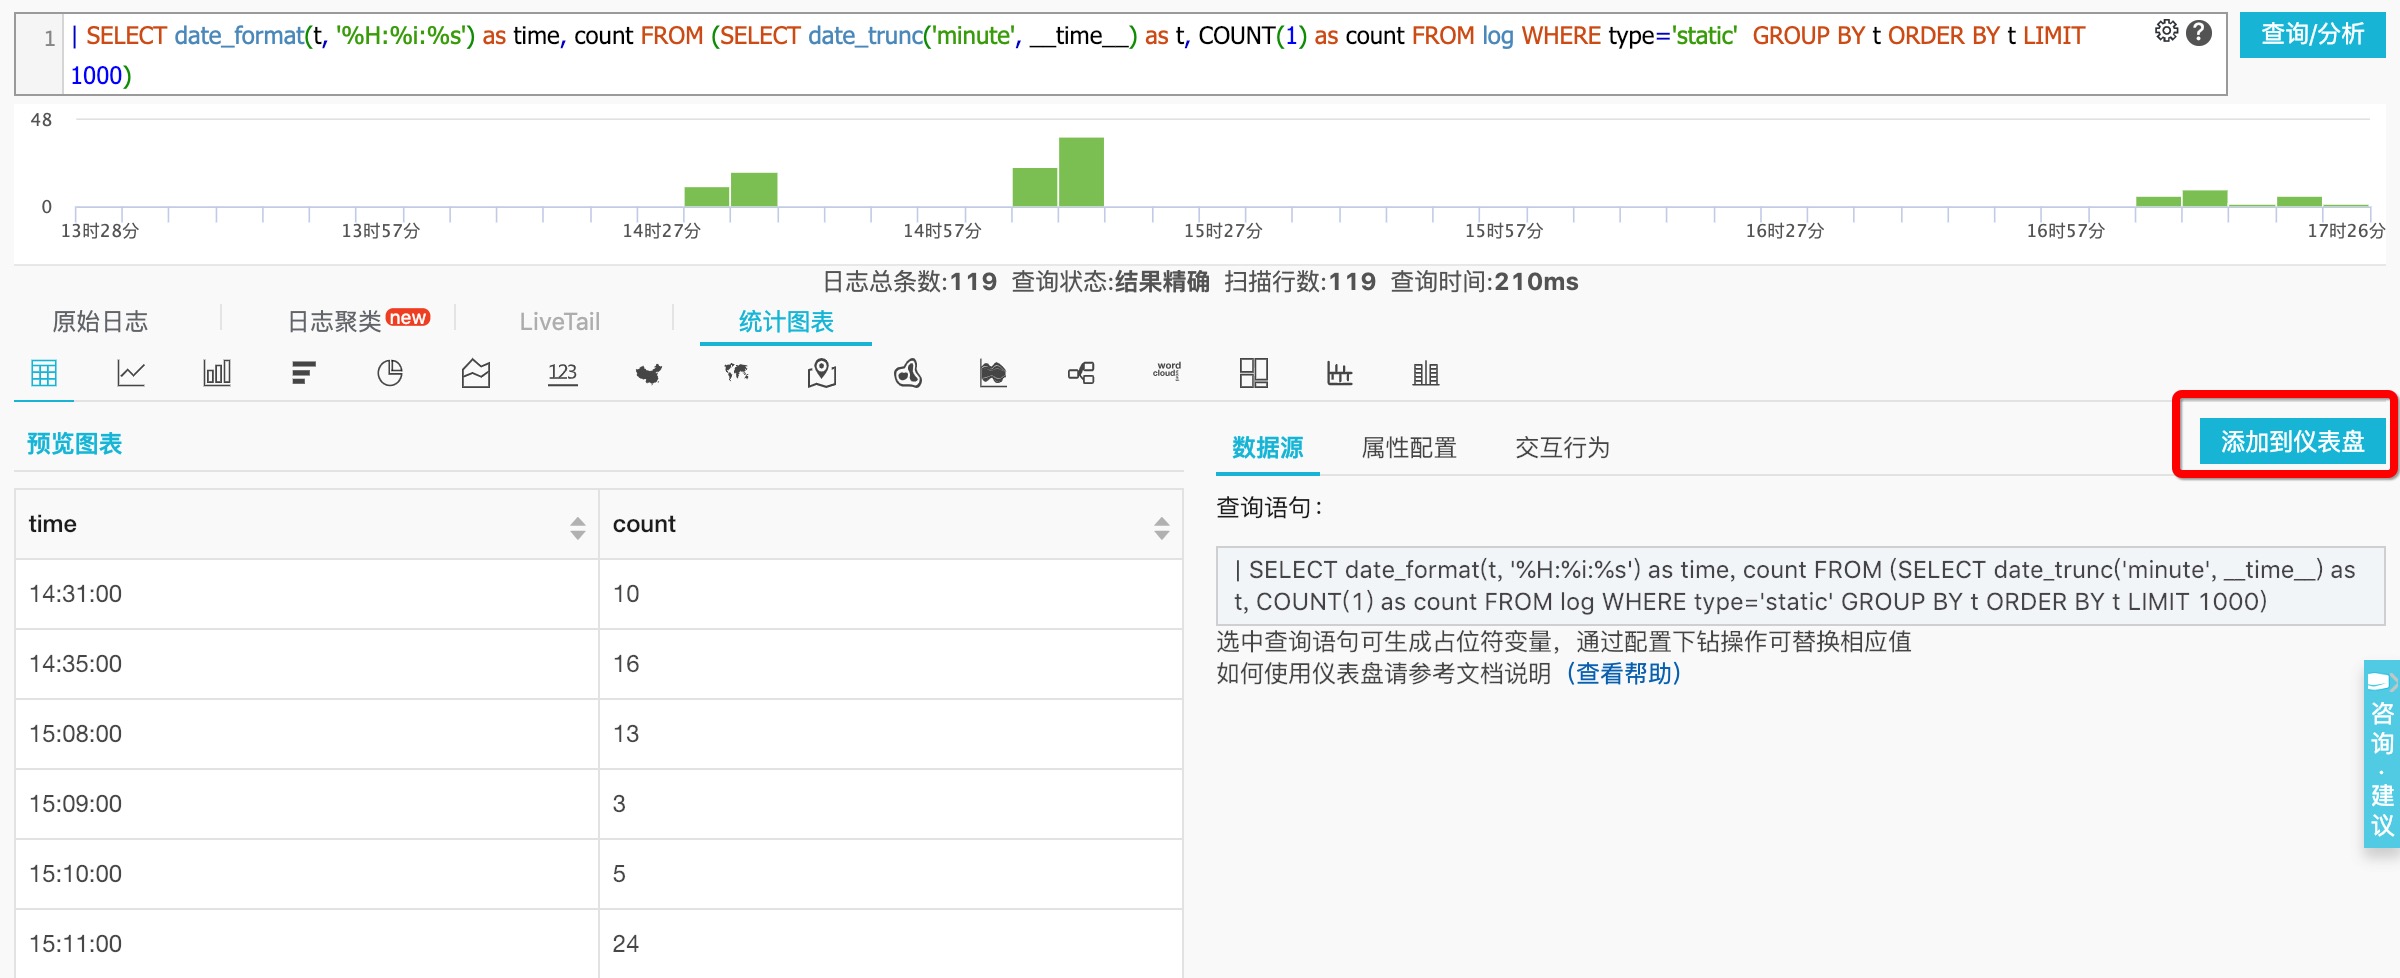 1 | SELECT date_format(t, '%H:%i:%s') as time, count FROM (SELECT date_trunc('minute', __time__) as t, COUNT(1) as count FROM log WHERE type='static'  GROUP BY t ORDER BY t LIMIT
1000)
查询/分析
48
0
13时28分 13时57分 14时27分 14时57分 15时27分 15时57分 16时27分 16时57分 17时26分
日志总条数:119 查询状态:结果精确 扫描行数:119 查询时间:210ms
原始日志 日志聚类 new LiveTail 统计图表
123 word cloud
预览图表
数据源 属性配置 交互行为 添加到仪表盘
time count
14:31:00 10
14:35:00 16
15:08:00 13
15:09:00 3
15:10:00 5
15:11:00 24
查询语句：
| SELECT date_format(t, '%H:%i:%s') as time, count FROM (SELECT date_trunc('minute', __time__) as
t, COUNT(1) as count FROM log WHERE type='static' GROUP BY t ORDER BY t LIMIT 1000)
选中查询语句可生成占位符变量，通过配置下钻操作可替换相应值
如何使用仪表盘请参考文档说明（查看帮助）
咨询·建议